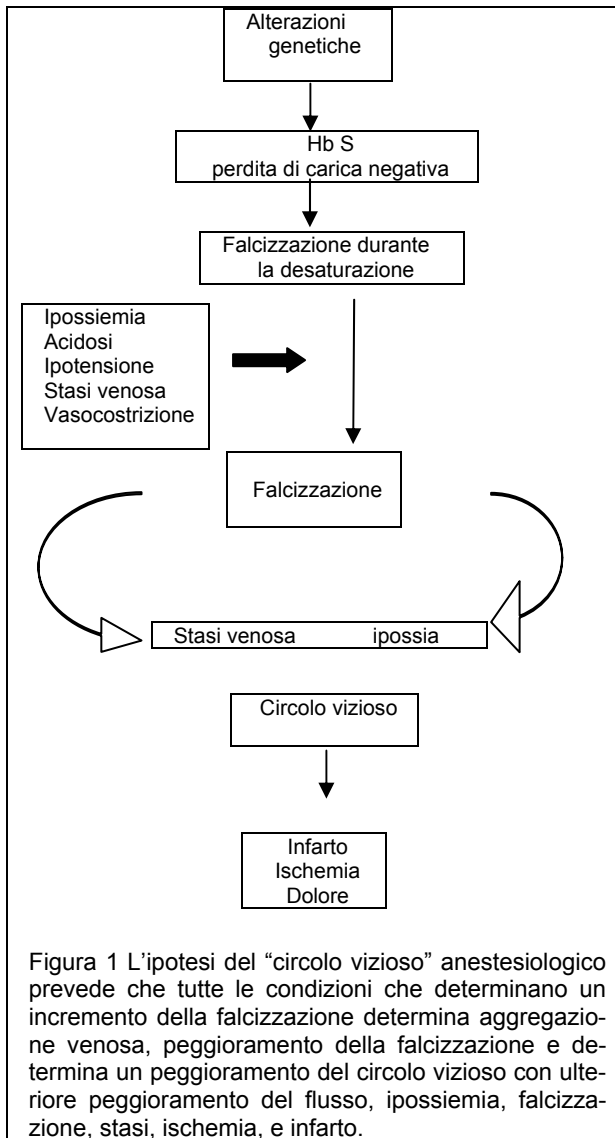 Alterazioni
genetiche
Hb S
perdita di carica negativa
Falcizzazione durante
la desaturazione
Ipossiemia
Acidosi
Ipotensione
Stasi venosa
Vasocostrizione
Falcizzazione
Stasi venosa ipossia
Circolo vizioso
Infarto
Ischemia
Dolore
Figura 1 L’ipotesi del “circolo vizioso” anestesiologico
prevede che tutte le condizioni che determinano un
incremento della falcizzazione determina aggregazio-
ne venosa, peggioramento della falcizzazione e de-
termina un peggioramento del circolo vizioso con ulte-
riore peggioramento del flusso, ipossiemia, falcizza-
zione, stasi, ischemia, e infarto.